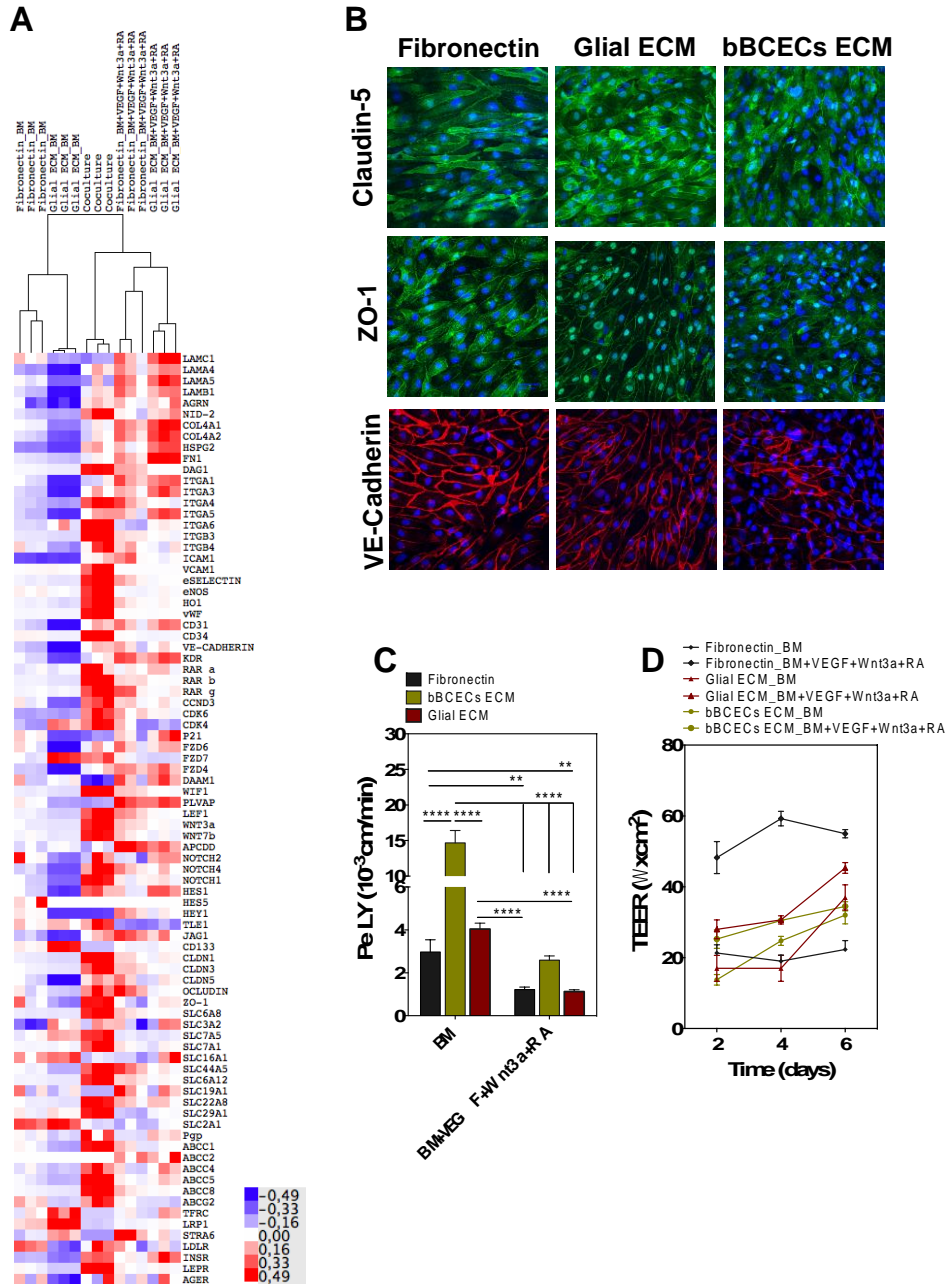 A
Fibronectin_BM
Fibronectin_BM
Fibronectin_BM
Glial ECM_BM
Glial ECM_BM
Glial ECM_BM
Coculture
Coculture
Coculture
Fibronectin_BM+VEGF+Wnt3a+RA
Fibronectin_BM+VEGF+Wnt3a+RA
Fibronectin_BM+VEGF+Wnt3a+RA
Glial ECM_BM+VEGF+Wnt3a+RA
Glial ECM_BM+VEGF+Wnt3a+RA
Glial ECM_BM+VEGF+Wnt3a+RA
LAMC1
LAMA4
LAMA5
LAMB1
AGRN
NID-2
COL4A1
COL4A2
HSPG2
FN1
DAG1
ITGA1
ITGA3
ITGA4
ITGA5
ITGA6
ITGB3
ITGB4
ICAM1
VCAM1
eSELECTIN
eNOS
HO1
vWF
CD31
CD34
VE-CADHERIN
KDR
RAR a
RAR b
RAR g
CCND3
CDK6
CDK4
P21
FZD6
FZD7
FZD4
DAAM1
WIF1
PLVAP
LEF1
WNT3a
WNT7b
APCDD
NOTCH2
NOTCH4
NOTCH1
HES1
HES5
HEY1
TLE1
JAG1
CD133
CLDN1
CLDN3
CLDN5
OCLUDIN
ZO-1
SLC6A8
SLC3A2
SLC7A5
SLC7A1
SLC16A1
SLC44A5
SLC6A12
SLC19A1
SLC22A8
SLC29A1
SLC2A1
Pgp
ABCC1
ABCC2
ABCC4
ABCC5
ABCC8
ABCG2
TFRC
LRP1
STRA6
LDLR
INSR
LEPR
AGER
-0,49
-0,33
-0,16
0,00
0,16
0,33
0,49
B
Fibronectin
Glial ECM
bBCECs ECM
Claudin-5
ZO-1
VE-Cadherin
C
Fibronectin
bBCECs ECM
Glial ECM
Pe LY (10⁻³cm/min)
30
25
20
15
10
6
4
2
0
**
**
****
**** ****
****
****
BM
BM+VEG F+W nt3a+R A
D
Fibronectin_BM
Fibronectin_BM+VEGF+Wnt3a+RA
Glial ECM_BM
Glial ECM_BM+VEGF+Wnt3a+RA
bBCECs ECM_BM
bBCECs ECM_BM+VEGF+Wnt3a+RA
TEER (Wxcm²)
80
60
40
20
0
2 4 6
Time (days)